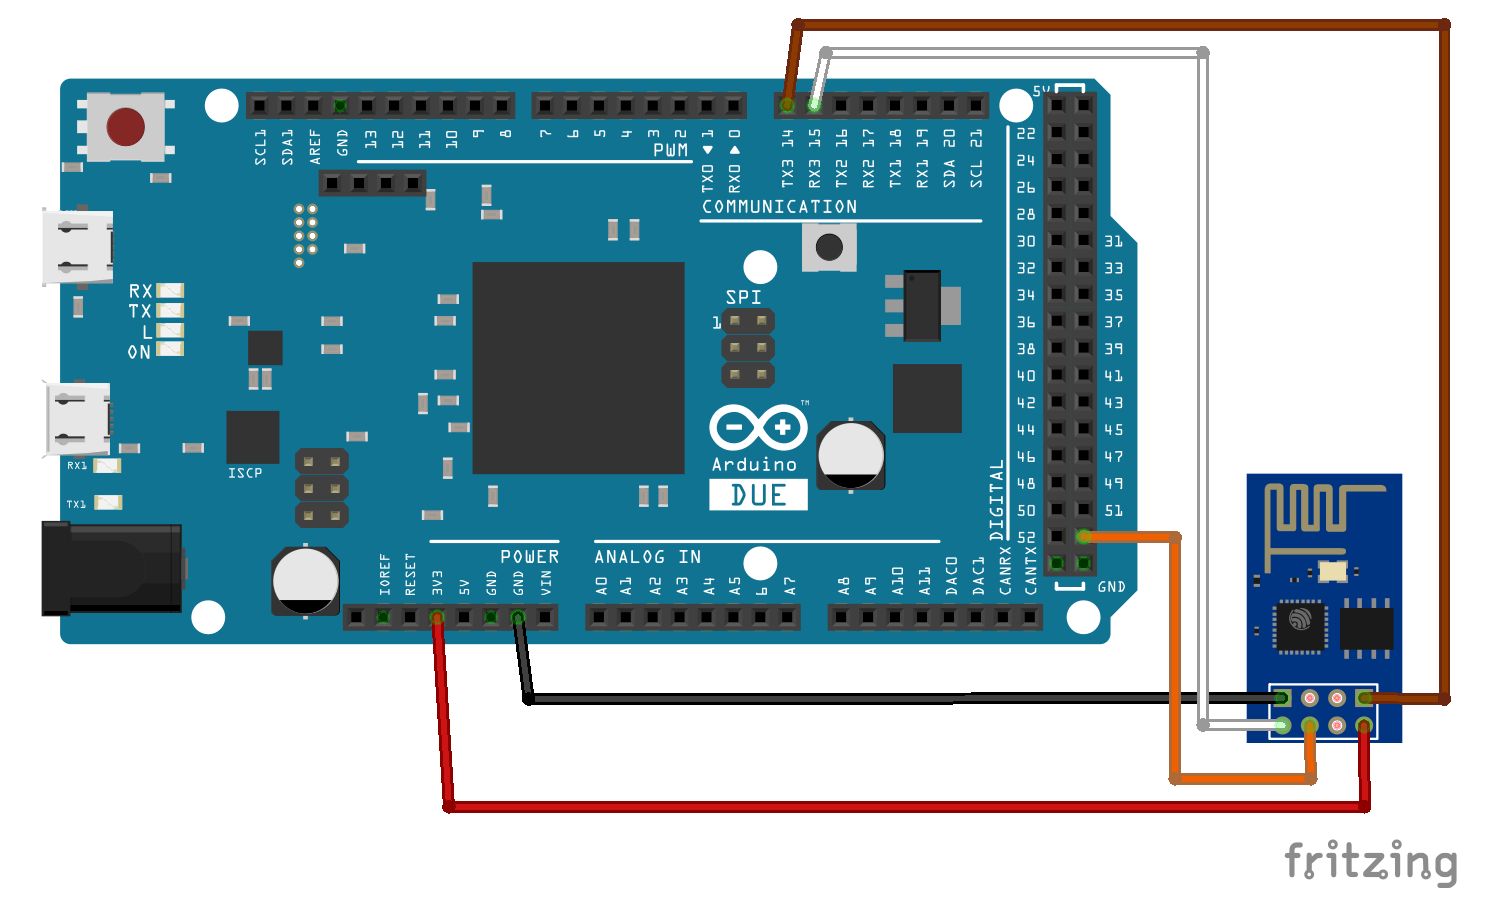 SCL1 SDA1 AREF GND 13 12 11 10 9 8 7 6 5 4 3 2 TX0 ◀ 1 RX0 ▶ 0 TX3 14 RX3 15 TX2 16 RX2 17 TX1 18 RX1 19 SDA 20 SCL 21
PWM
COMMUNICATION
5V
22
24
26
28
30 31
32 33
34 35
36 37
38 39
40 41
42 43
44 45
46 47
48 49
50 51
52
GND
DIGITAL
RX
TX
L
ON
SPI
1
TM
Arduino
DUE
ISCP
RX1
TX1
POWER
ANALOG IN
IOREF RESET 3V3 5V GND GND VIN A0 A1 A2 A3 A4 A5 6 A7 A8 A9 A10 A11 DAC0 DAC1 CANRX CANTX
fritzing